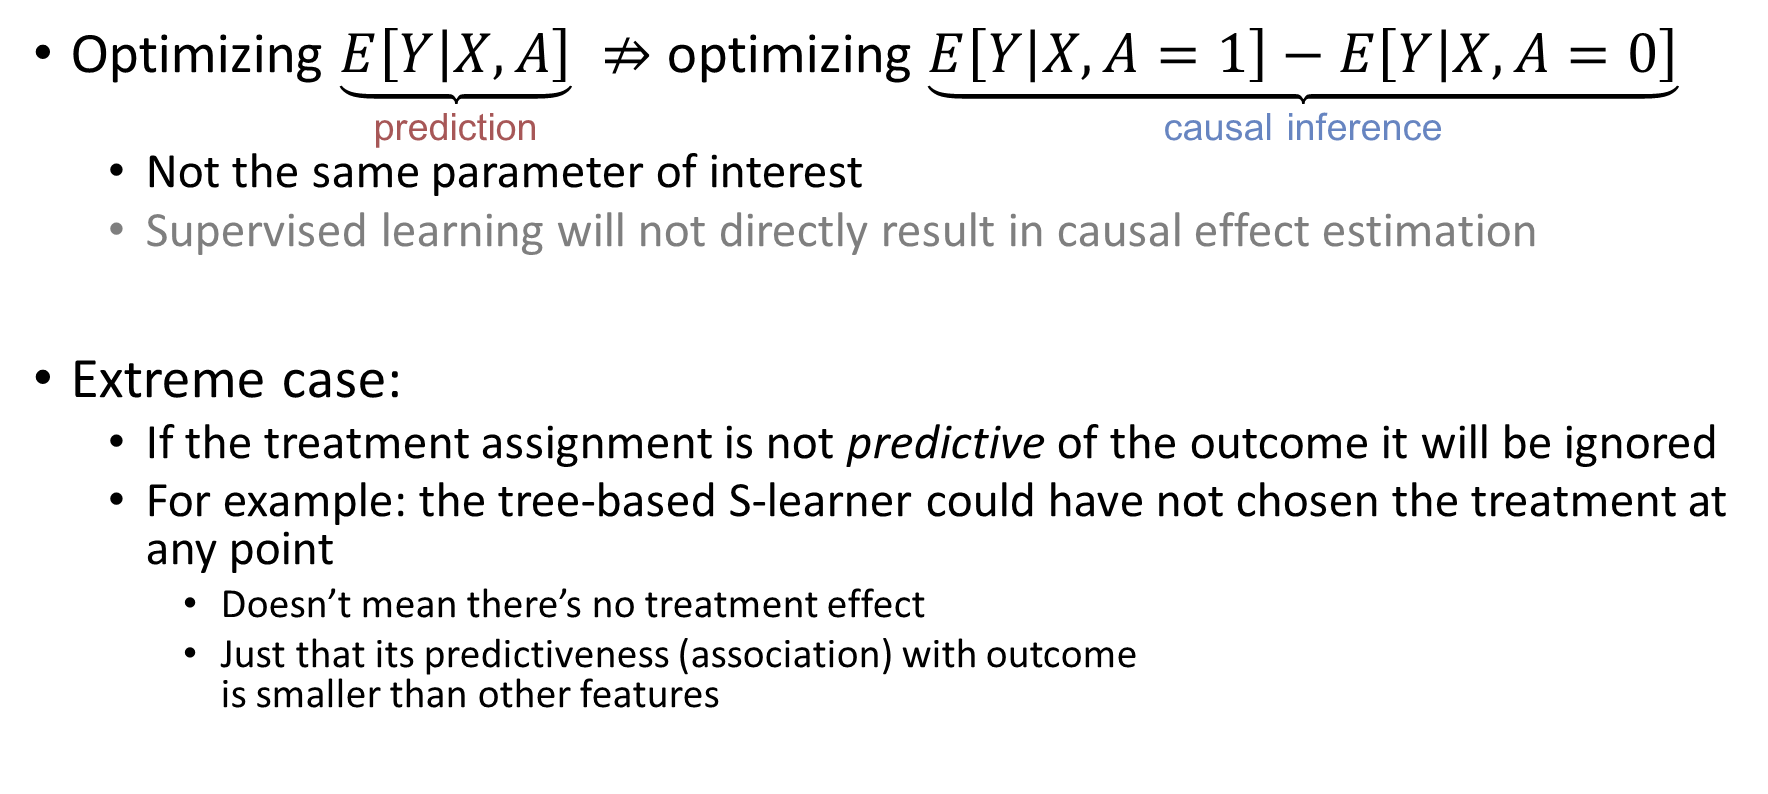 • Optimizing E[Y|X, A] ⇏ optimizing E[Y|X, A = 1] − E[Y|X, A = 0]
prediction causal inference
• Not the same parameter of interest
• Supervised learning will not directly result in causal effect estimation
• Extreme case:
• If the treatment assignment is not predictive of the outcome it will be ignored
• For example: the tree-based S-learner could have not chosen the treatment at
any point
• Doesn’t mean there’s no treatment effect
• Just that its predictiveness (association) with outcome
is smaller than other features